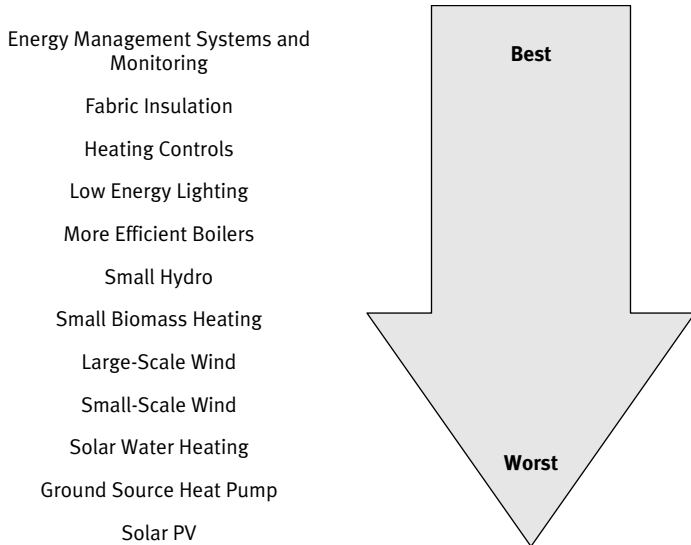 Energy Management Systems and
Monitoring
Best
Fabric Insulation
Heating Controls
Low Energy Lighting
More Efficient Boilers
Small Hydro
Small Biomass Heating
Large-Scale Wind
Small-Scale Wind
Solar Water Heating
Worst
Ground Source Heat Pump
Solar PV